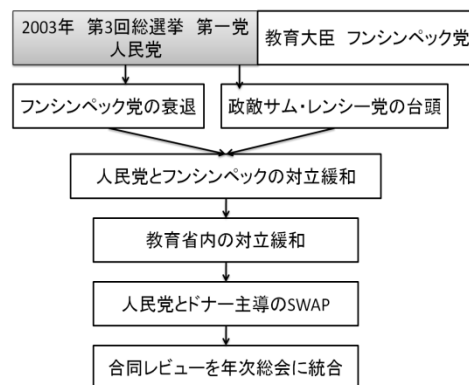 2003年 第3回総選挙 第一党
人民党
教育大臣 フンシンペック党
フンシンペック党の衰退
政敵サム・レンシー党の台頭
人民党とフンシンペックの対立緩和
教育省内の対立緩和
人民党とドナー主導のSWAP
合同レビューを年次総会に統合